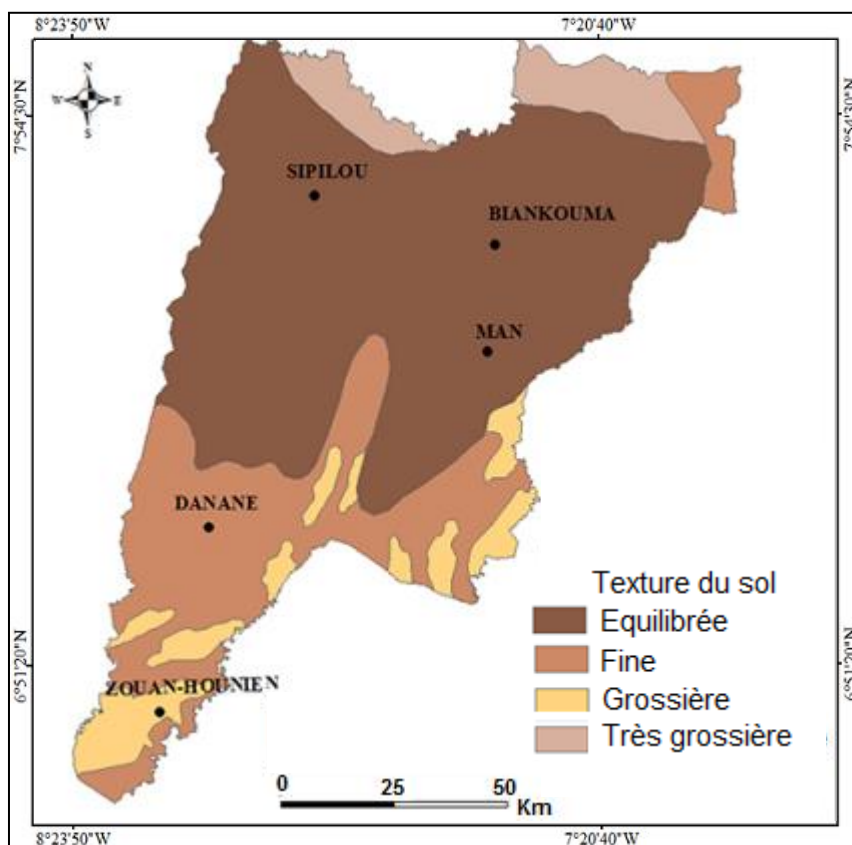 8°23'50"W 7°20'40"W
N
W E
S
7°54'30"N 7°54'30"N
SIPILOU
BIANKOUMA
MAN
DANANE
Texture du sol
Equilibrée
Fine
6°51'20"N 6°51'20"N
ZOUAN-HOUNIEN
Grossière
Très grossière
0 25 50
Km
8°23'50"W 7°20'40"W